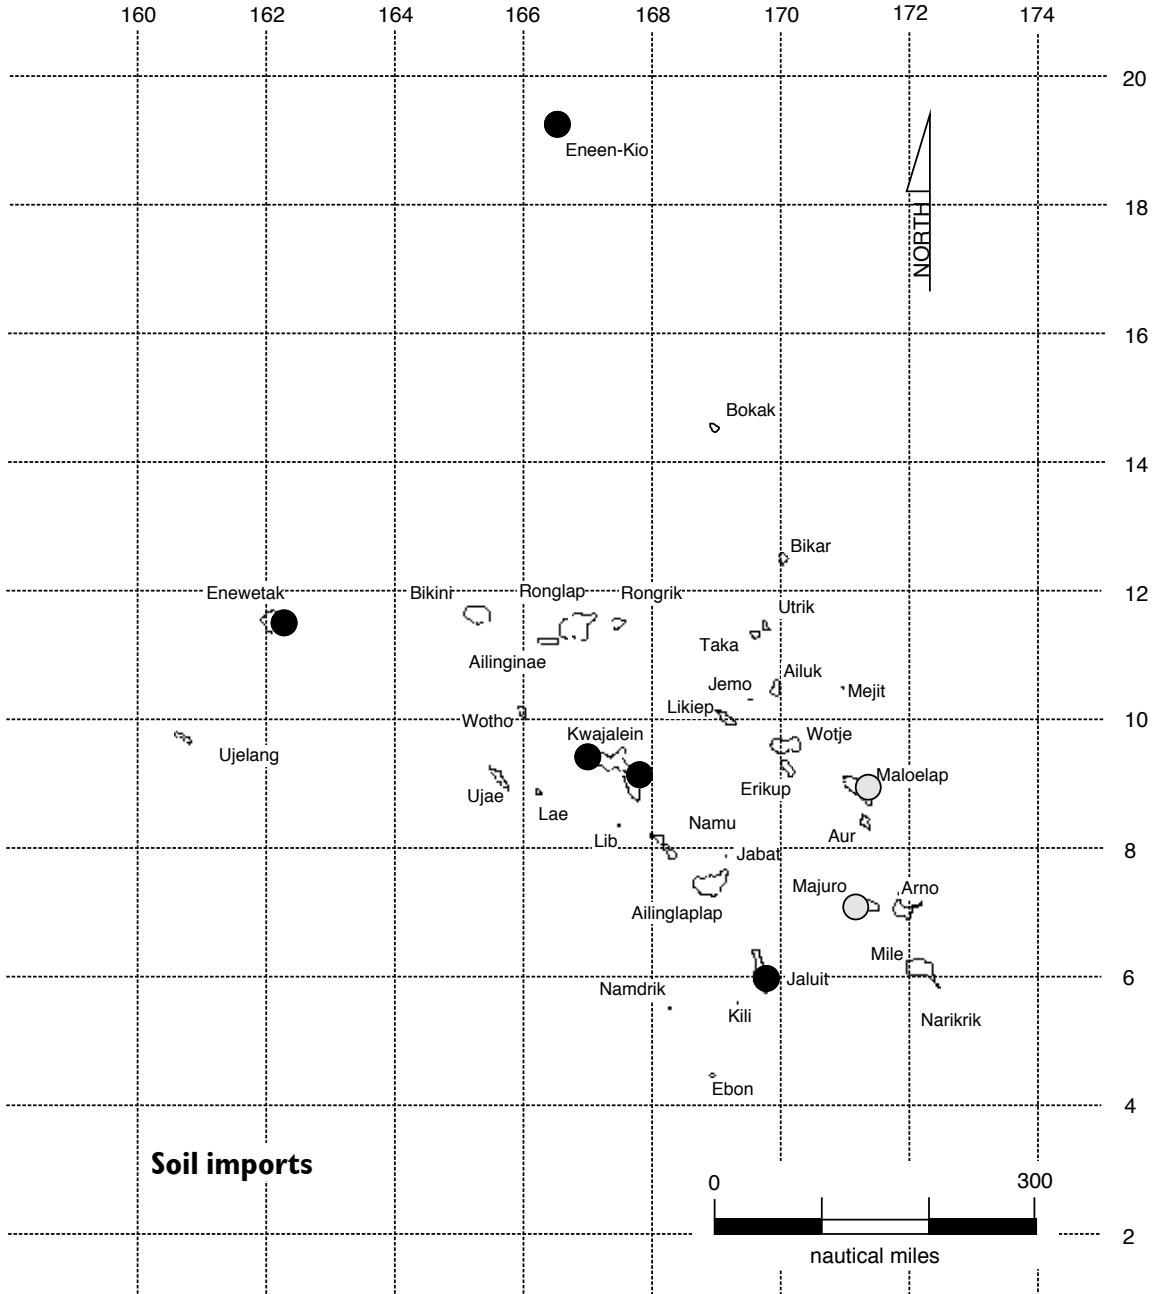 160 162 164 166 168 170 172 174
20
Eneen-Kio
18
NORTH
16
Bokak
14
Bikar
12
Enewetak
Bikini
Ronglap
Rongrik
Utrik
Taka
Ailinginae
Ailuk
Jemo
Mejit
Likiep
10
Wotho
Kwajalein
Wotje
Ujelang
Maloelap
Erikup
Ujae
Lae
Namu
Aur
Lib
8
Jabat
Majuro
Arno
Ailinglaplap
Mile
6
Jaluit
Namdrik
Kili
Narikrik
Ebon
4
Soil imports
0 300
2
nautical miles